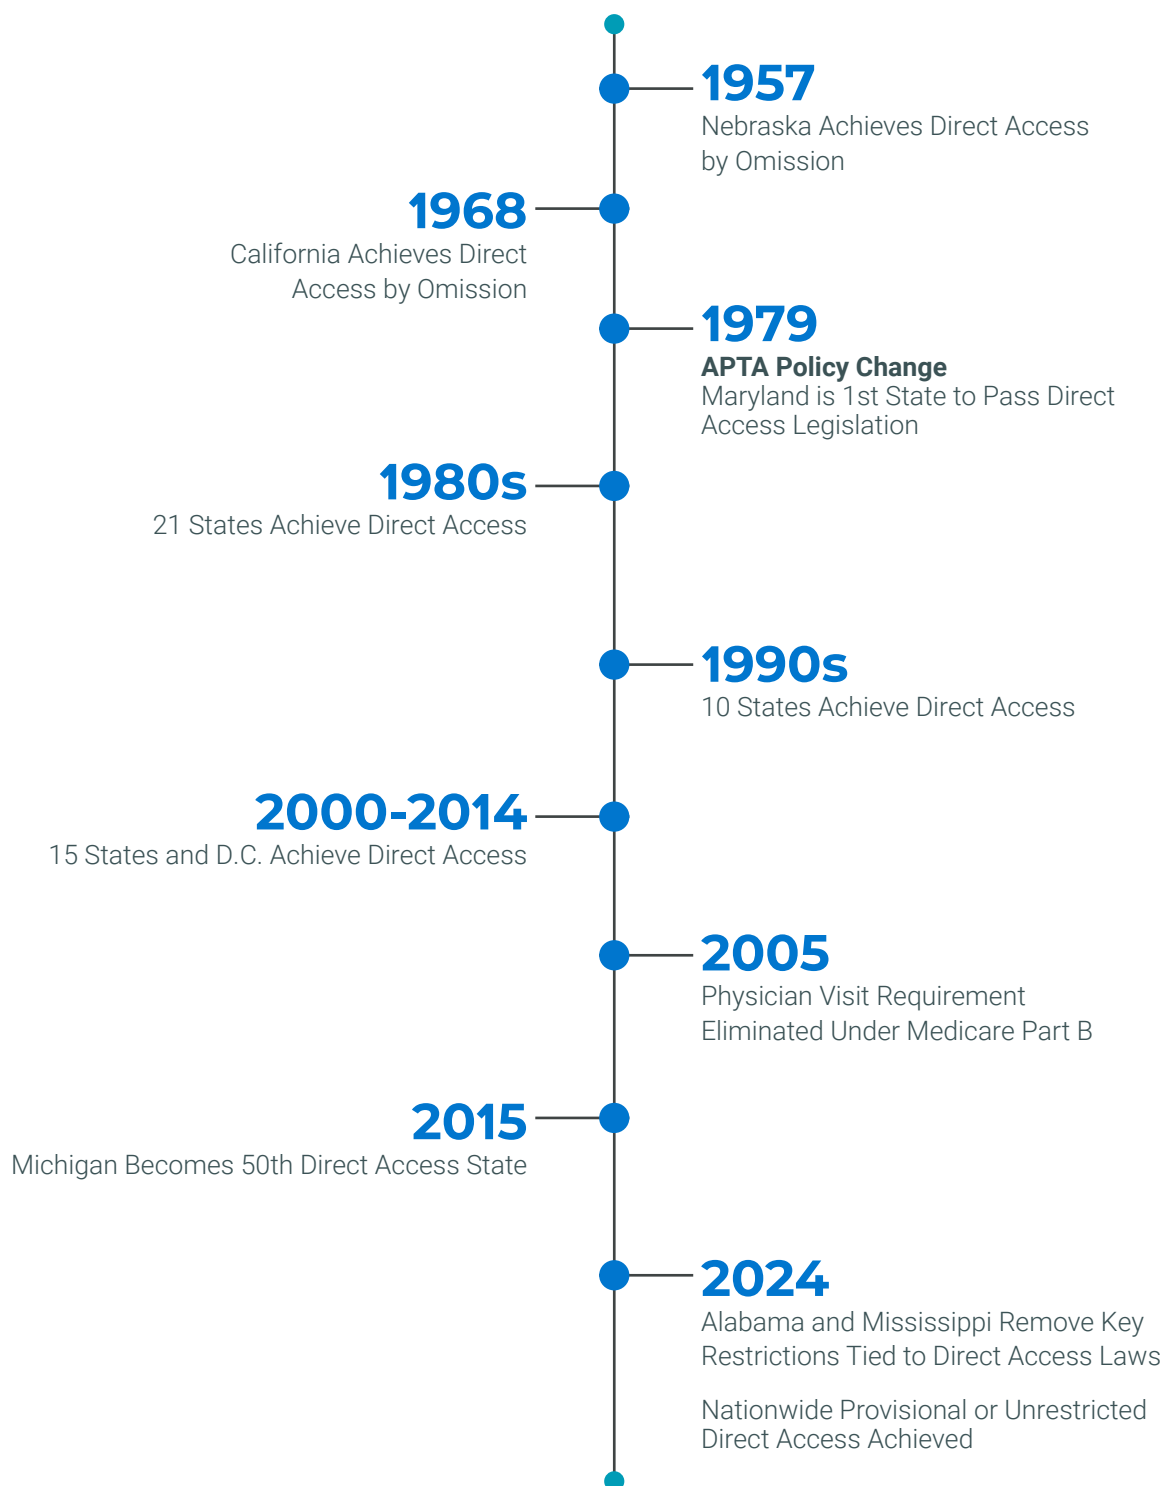 1957
Nebraska Achieves Direct Access
by Omission
1968
California Achieves Direct
Access by Omission
1979
APTA Policy Change
Maryland is 1st State to Pass Direct
Access Legislation
1980s
21 States Achieve Direct Access
1990s
10 States Achieve Direct Access
2000-2014
15 States and D.C. Achieve Direct Access
2005
Physician Visit Requirement
Eliminated Under Medicare Part B
2015
Michigan Becomes 50th Direct Access State
2024
Alabama and Mississippi Remove Key
Restrictions Tied to Direct Access Laws
Nationwide Provisional or Unrestricted
Direct Access Achieved